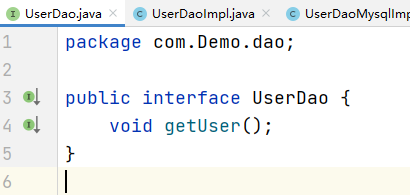 UserDao.java UserDaoImpl.java UserDaoMysqlImp
1 package com.Demo.dao;
2
3 public interface UserDao {
4 void getUser();
5 }
6